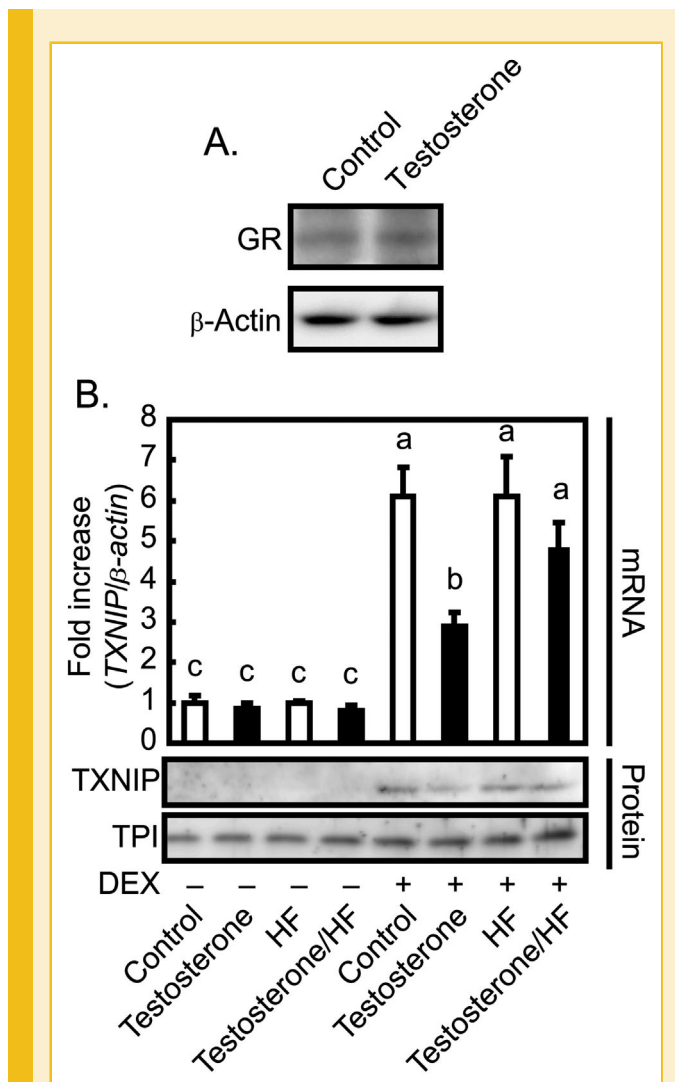 A.
Control
Testosterone
GR
β-Actin
B.
Fold increase
(TXNIP/β-actin)
8
7
6
5
4
3
2
1
0
c
c
c
c
a
b
a
a
mRNA
TXNIP
TPI
Protein
DEX – – – – + + + +
Control
Testosterone
HF
Testosterone/HF
Control
Testosterone
HF
Testosterone/HF